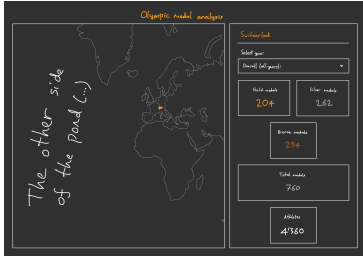 Olympic medal analysis
The other side
of the pond (...)
Switzerland
Select year:
Overall (all years)
Gold medals
204
Silver medals
262
Bronze medals
294
Total medals
760
Athletes
4'360